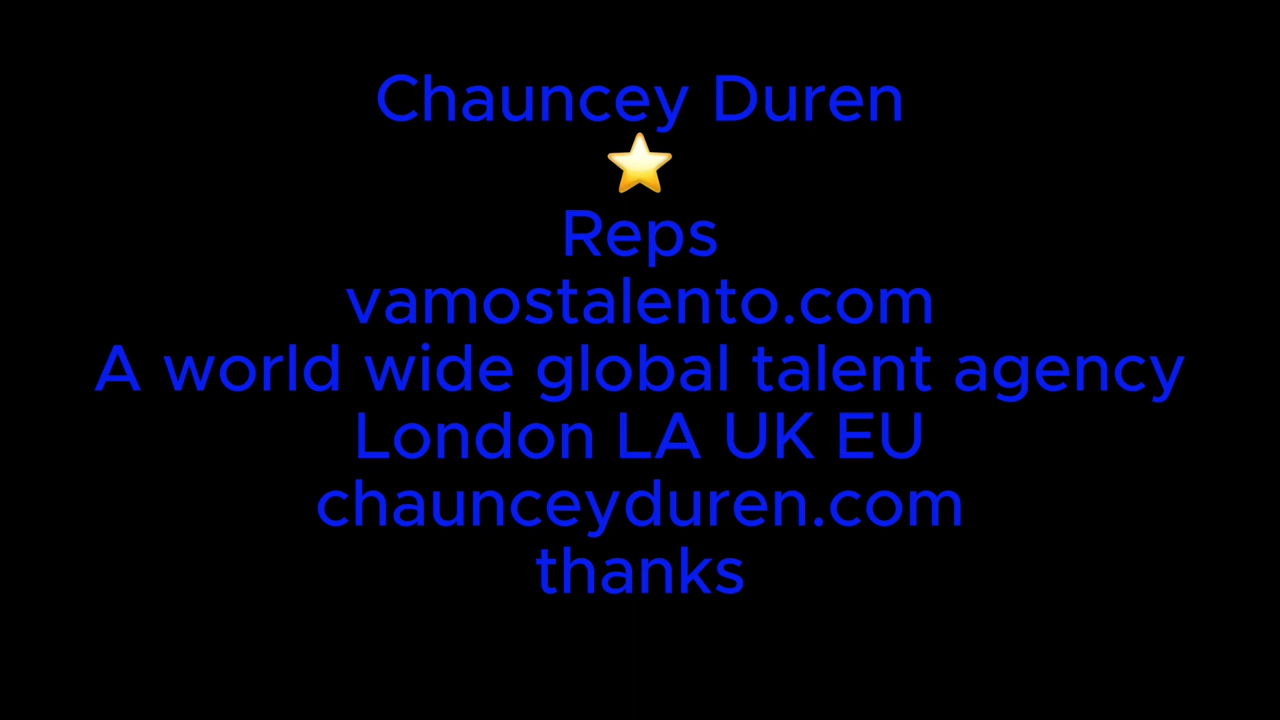 Chauncey Duren
⭐
Reps
vamostalento.com
A world wide global talent agency
London LA UK EU
chaunceyduren.com
thanks